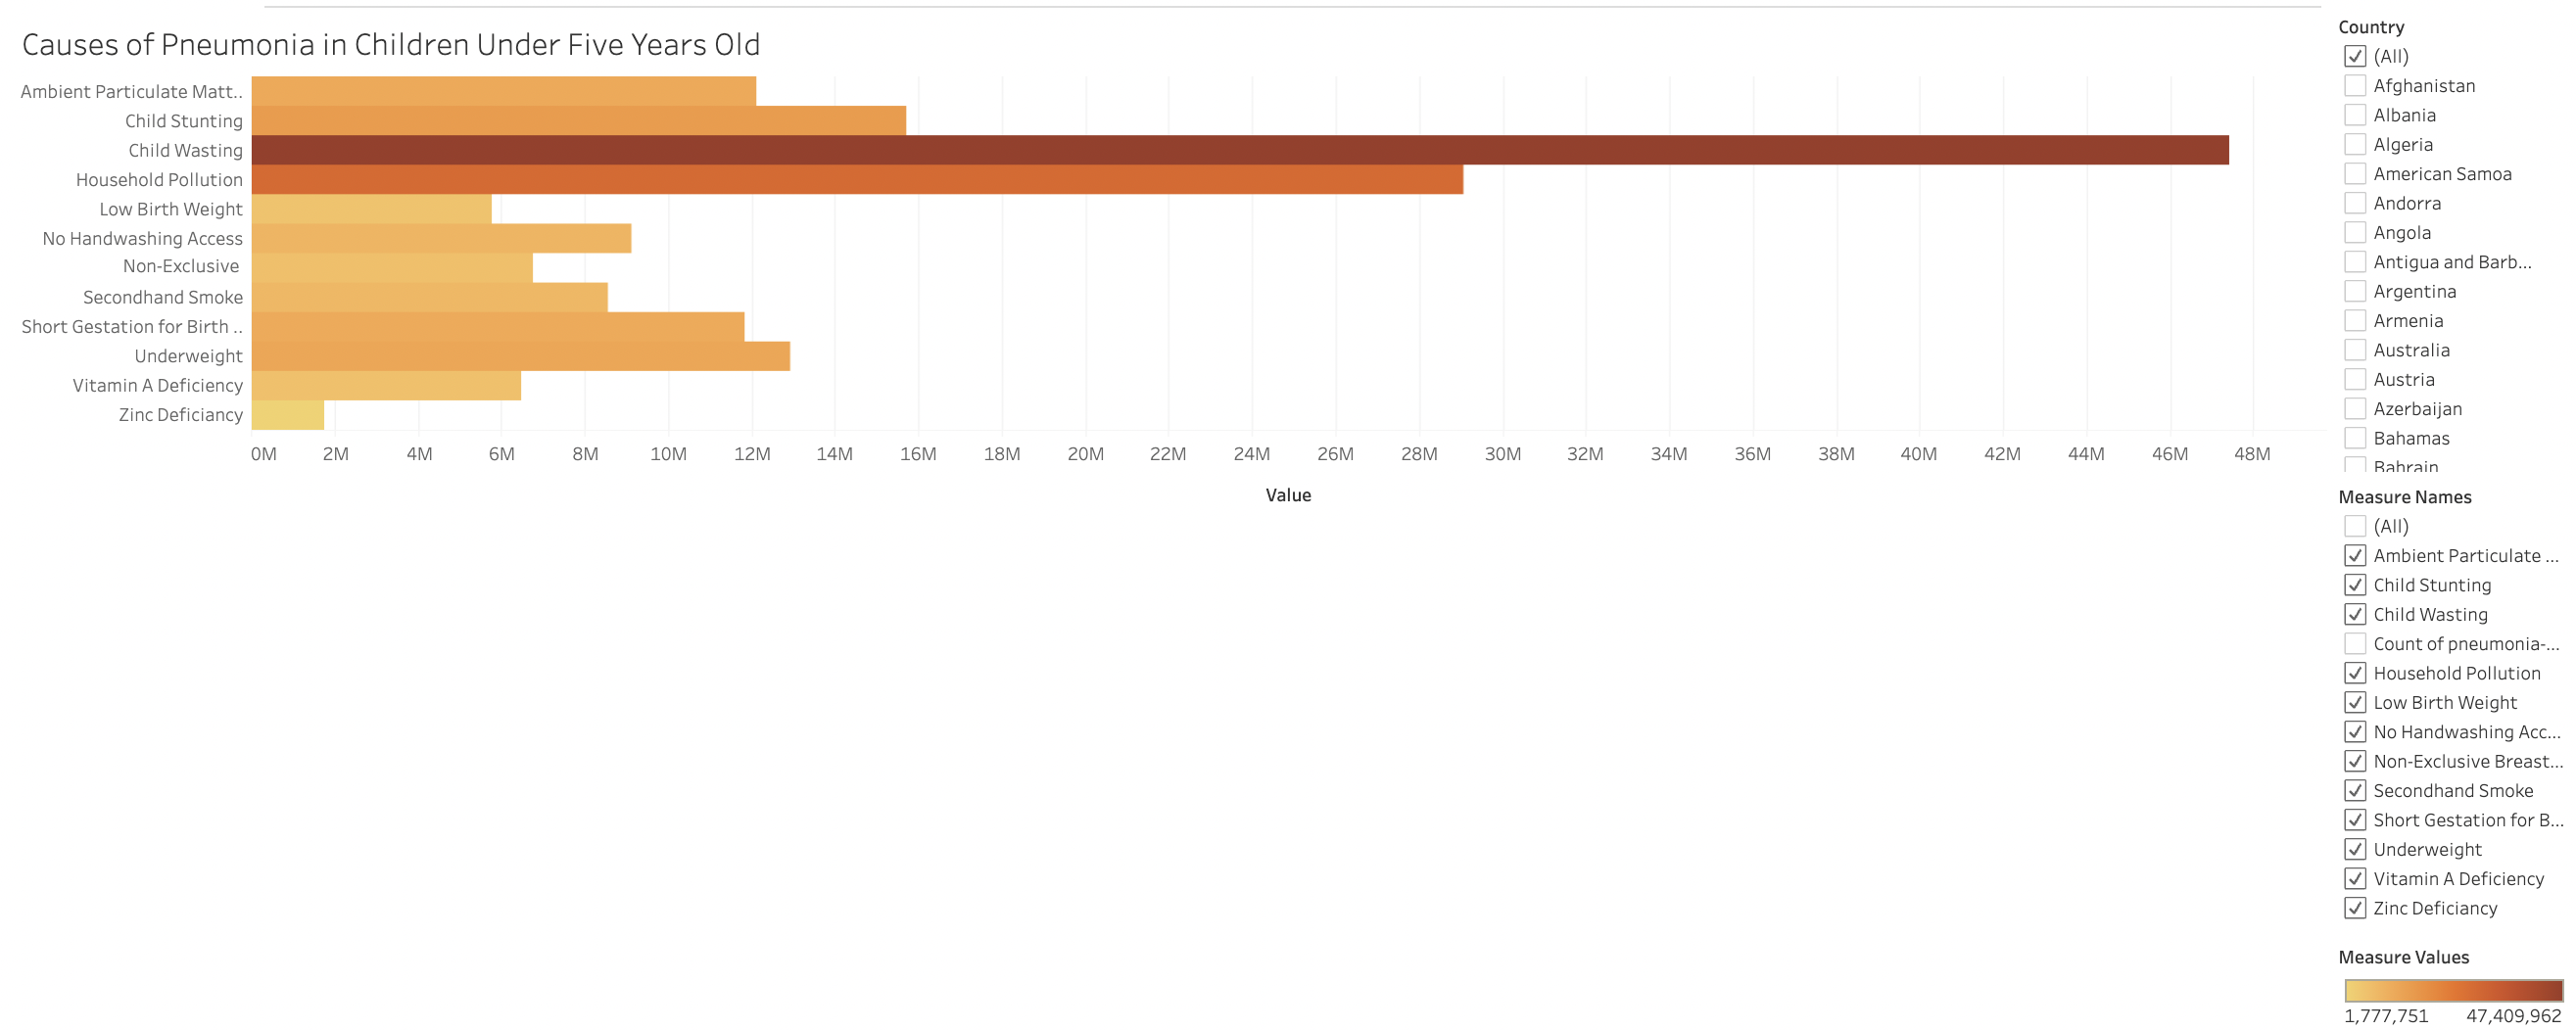 Causes of Pneumonia in Children Under Five Years Old
Ambient Particulate Matt..
Child Stunting
Child Wasting
Household Pollution
Low Birth Weight
No Handwashing Access
Non-Exclusive
Secondhand Smoke
Short Gestation for Birth ..
Underweight
Vitamin A Deficiency
Zinc Deficiancy
0M 2M 4M 6M 8M 10M 12M 14M 16M 18M 20M 22M 24M 26M 28M 30M 32M 34M 36M 38M 40M 42M 44M 46M 48M
Value
Country
(All)
Afghanistan
Albania
Algeria
American Samoa
Andorra
Angola
Antigua and Barb...
Argentina
Armenia
Australia
Austria
Azerbaijan
Bahamas
Bahrain
Measure Names
(All)
Ambient Particulate ...
Child Stunting
Child Wasting
Count of pneumonia-...
Household Pollution
Low Birth Weight
No Handwashing Acc...
Non-Exclusive Breast...
Secondhand Smoke
Short Gestation for B...
Underweight
Vitamin A Deficiency
Zinc Deficiancy
Measure Values
1,777,751 47,409,962